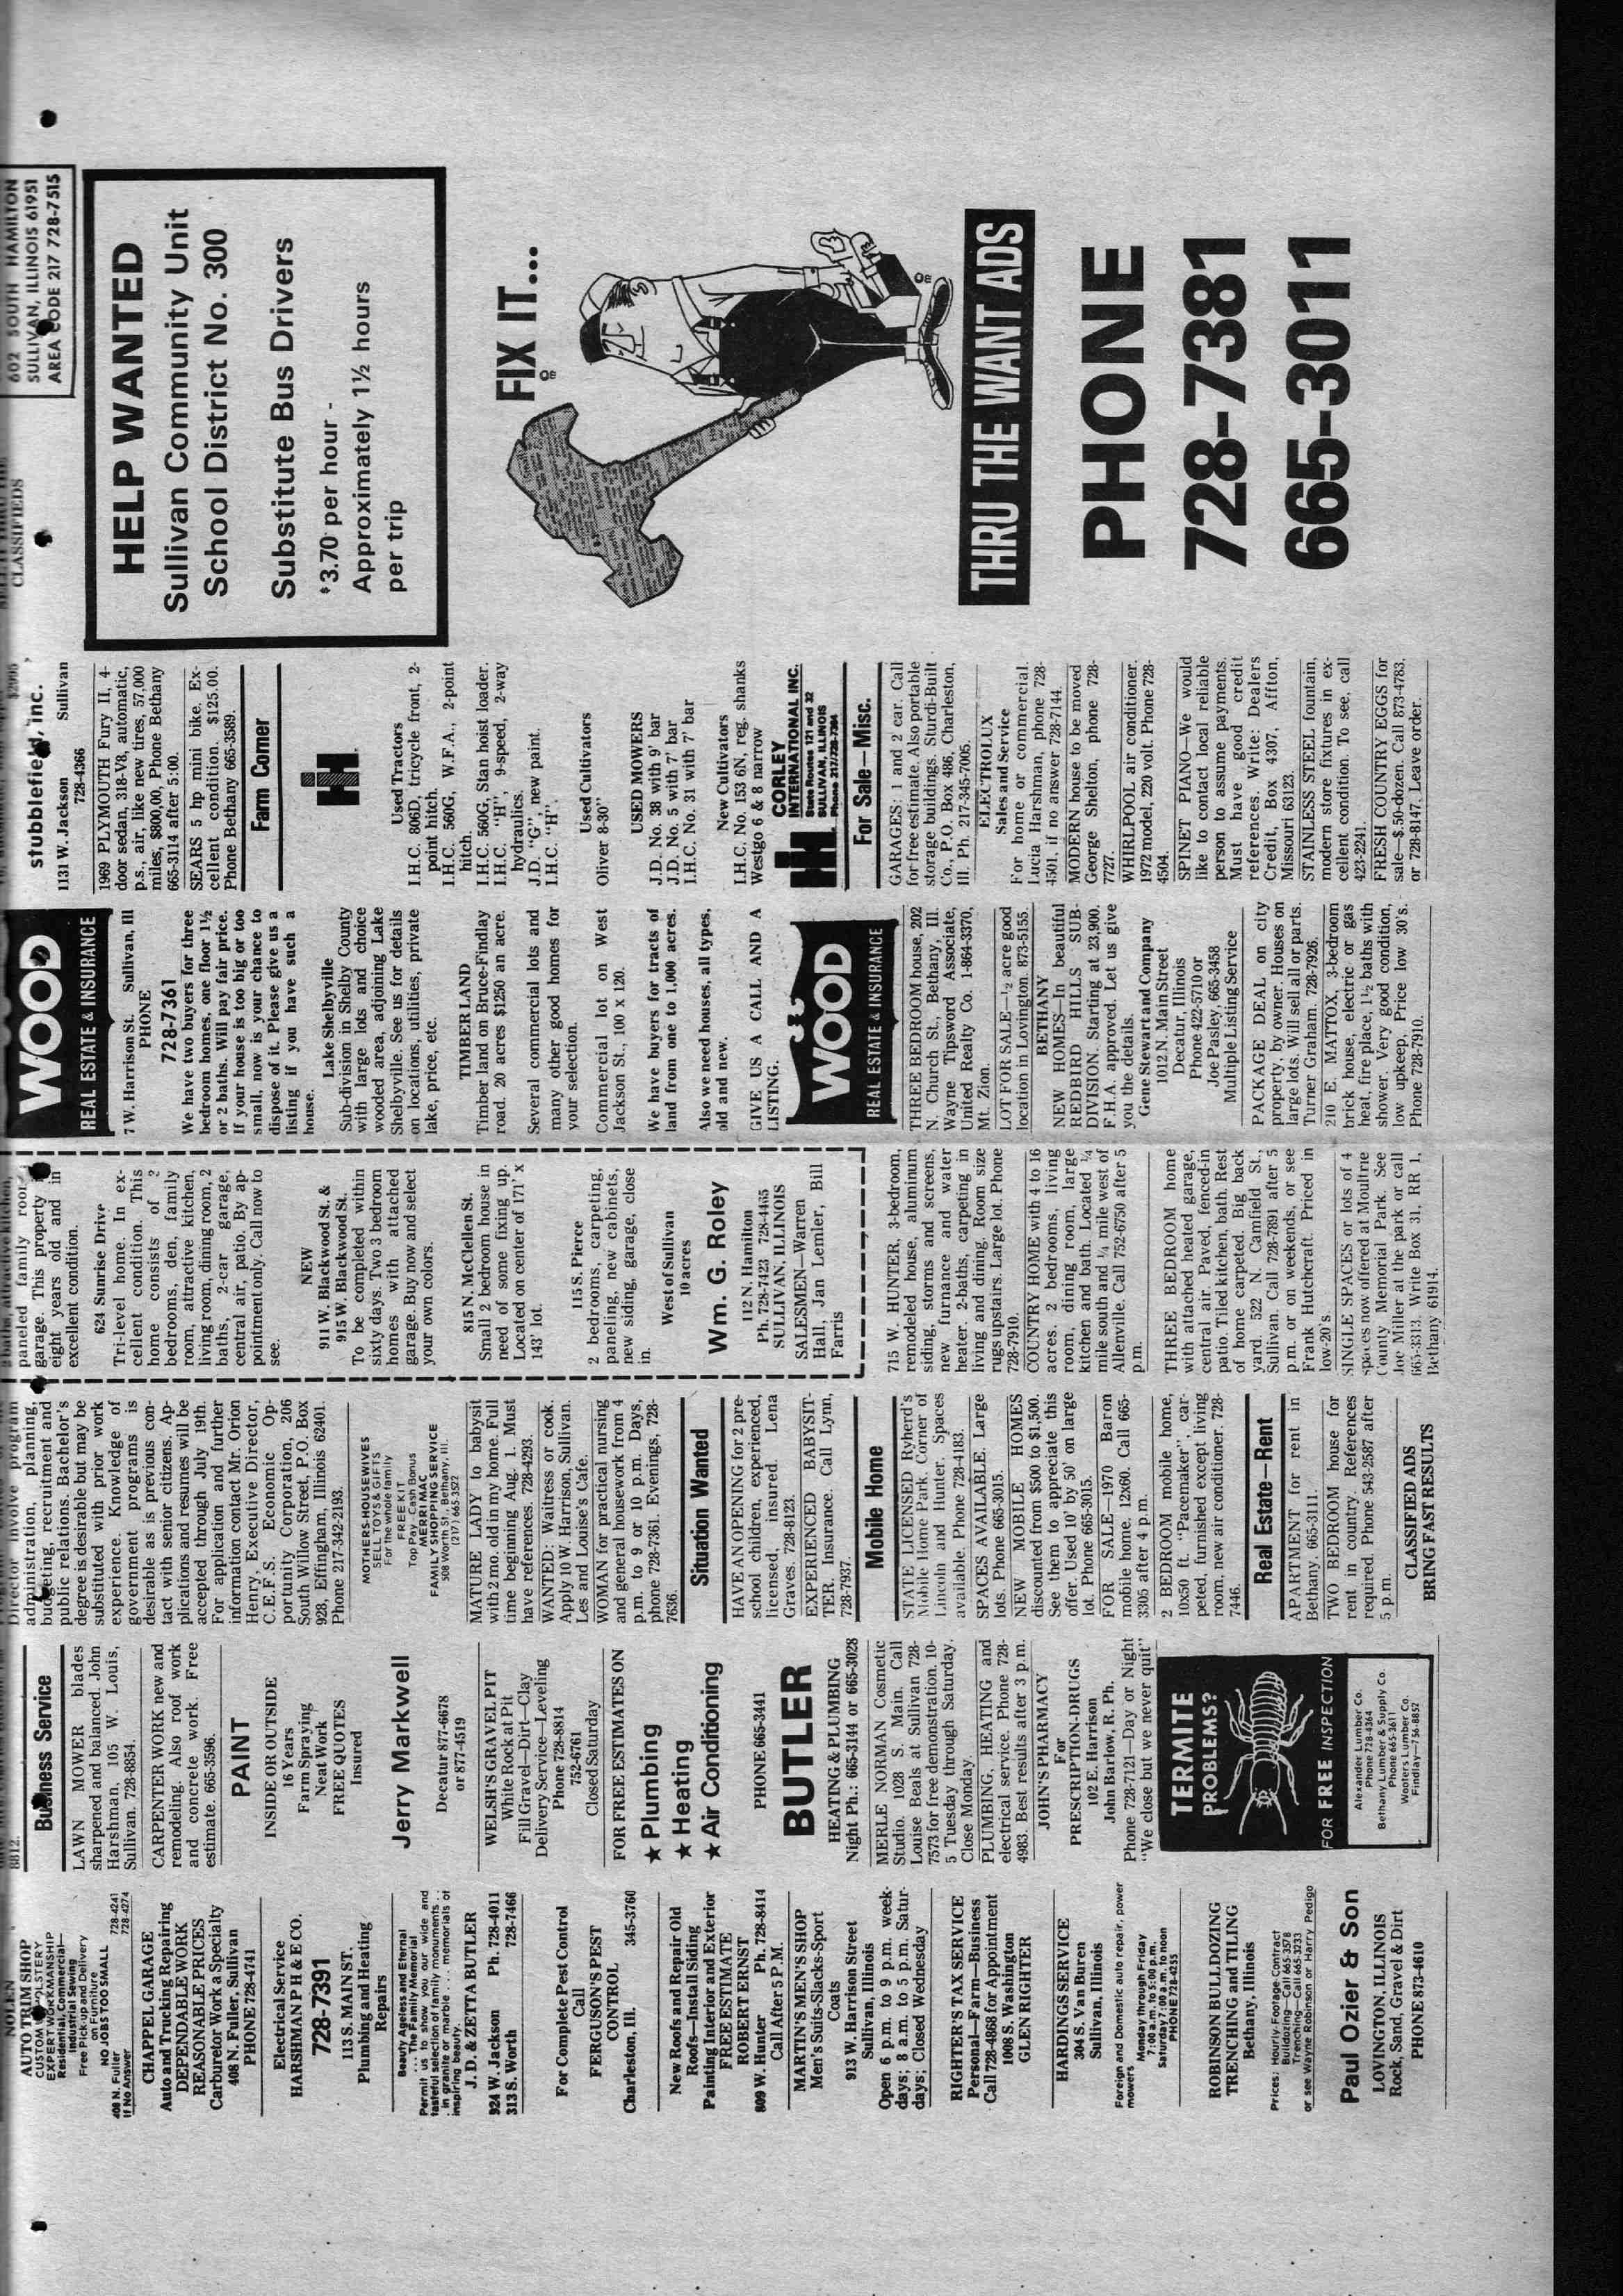 NOLEN
AUTO TRIM SHOP
CUSTOM UPHOLSTERY
EXPERT WORKMANSHIP
Residential, Commercial—
Industrial Sewing
Free Pick-up and Delivery
on Furniture
NO JOBS TOO SMALL
408 N. Fuller 728-4241
If No Answer 728-4274
CHAPPEL GARAGE
Auto and Trucking Repairing
DEPENDABLE WORK
REASONABLE PRICES
Carburetor Work a Specialty
408 N. Fuller, Sullivan
PHONE 728-4741
Electrical Service
HARSHMAN P H & E CO.
728-7391
113 S. MAIN ST.
Plumbing and Heating
Repairs
Beauty Ageless and Eternal
. . . The Family Memorial
Permit us to show you our wide and
tasteful selection of family monuments . .
. in granite or marble . . . memorials of
inspiring beauty.
J. D. & ZETTA BUTLER
924 W. Jackson Ph. 728-4011
313 S. Worth 728-7466
For Complete Pest Control
Call
FERGUSON'S PEST
CONTROL
Charleston, Ill. 345-3760
New Roofs and Repair Old
Roofs—Install Siding
Painting Interior and Exterior
FREE ESTIMATE
ROBERT ERNST
809 W. Hunter Ph. 728-8414
Call After 5 P.M.
MARTIN'S MEN'S SHOP
Men's Suits-Slacks-Sport
Coats
913 W. Harrison Street
Sullivan, Illinois
Open 6 p.m. to 9 p.m. week-
days; 8 a.m. to 5 p.m. Satur-
days; Closed Wednesday
RIGHTER'S TAX SERVICE
Personal—Farm—Business
Call 728-4868 for Appointment
1008 S. Washington
GLEN RIGHTER
HARDINGS SERVICE
304 S. Van Buren
Sullivan, Illinois
Foreign and Domestic auto repair, power
mowers
Monday through Friday
7:00 a.m. to 5:00 p.m.
Saturday 7:00 a.m. to noon
PHONE 728-4235
ROBINSON BULLDOZING
TRENCHING and TILING
Bethany, Illinois
Prices: Hourly-Footage-Contract
Bulldozing—Call 665-3578
Trenching—Call 665-3233
or see Wayne Robinson or Harry Pedigo
Paul Ozier & Son
LOVINGTON, ILLINOIS
Rock, Sand, Gravel & Dirt
PHONE 873-4610
8812.
Business Service
LAWN MOWER blades
sharpened and balanced. John
Harshman, 105 W. Louis,
Sullivan. 728-8854.
CARPENTER WORK new and
remodeling. Also roof work
and concrete work. Free
estimate. 665-3596.
PAINT
INSIDE OR OUTSIDE
16 Years
Farm Spraying
Neat Work
FREE QUOTES
Insured
Jerry Markwell
Decatur 877-6678
or 877-4519
WELSH'S GRAVEL PIT
White Rock at Pit
Fill Gravel—Dirt—Clay
Delivery Service—Leveling
Phone 728-8814
752-6761
Closed Saturday
FOR FREE ESTIMATES ON
★ Plumbing
★ Heating
★ Air Conditioning
PHONE 665-3441
BUTLER
HEATING & PLUMBING
Night Ph.: 665-3144 or 665-3028
MERLE NORMAN Cosmetic
Studio. 1028 S. Main. Call
Louise Beals at Sullivan 728-
7573 for free demonstration. 10-
5 Tuesday through Saturday.
Close Monday.
PLUMBING, HEATING and
electrical service. Phone 728-
4983. Best results after 3 p.m.
JOHN'S PHARMACY
For
PRESCRIPTION-DRUGS
102 E. Harrison
John Barlow, R. Ph.
Phone 728-7121—Day or Night
"We close but we never quit"
TERMITE
PROBLEMS?
FOR FREE INSPECTION
Alexander Lumber Co.
Phone 728-4364
Bethany Lumber & Supply Co.
Phone 665-3611
Wooters Lumber Co.
Findlay—756-8852
Director involve program
administration, planning,
budgeting, recruitment and
public relations. Bachelor's
degree is desirable but may be
substituted with prior work
experience. Knowledge of
government programs is
desirable as is previous con-
tact with senior citizens. Ap-
plications and resumes will be
accepted through July 19th.
For application and further
information contact Mr. Orion
Henry, Executive Director,
C.E.F.S. Economic Op-
portunity Corporation, 206
South Willow Street, P.O. Box
928, Effingham, Illinois 62401.
Phone 217-342-2193.
MOTHERS-HOUSEWIVES
SELL TOYS & GIFTS
For the whole family
FREE KIT
Top Pay - Cash Bonus
MERRI MAC
FAMILY SHOPPING SERVICE
508 Worth St., Bethany, Ill.
(217) 665-3522
MATURE LADY to babysit
with 2 mo. old in my home. Full
time beginning Aug. 1. Must
have references. 728-4293.
WANTED: Waitress or cook.
Apply 10 W. Harrison, Sullivan.
Les and Louise's Cafe.
WOMAN for practical nursing
and general housework from 4
p.m. to 9 or 10 p.m. Days,
phone 728-7361. Evenings, 728-
7636.
Situation Wanted
HAVE AN OPENING for 2 pre-
school children, experienced,
licensed, insured. Lena
Graves. 728-8123.
EXPERIENCED BABYSIT-
TER. Insurance. Call Lynn,
728-7937.
Mobile Home
STATE LICENSED Ryherd's
Mobile Home Park. Corner of
Lincoln and Hunter. Spaces
available. Phone 728-4183.
SPACES AVAILABLE. Large
lots. Phone 665-3015.
NEW MOBILE HOMES
discounted from $500 to $1,500.
See them to appreciate this
offer. Used 10' by 50' on large
lot. Phone 665-3015.
FOR SALE—1970 Baron
mobile home. 12x60. Call 665-
3305 after 4 p.m.
2 BEDROOM mobile home,
10x50 ft. "Pacemaker", car-
peted, furnished except living
room, new air conditioner. 728-
7446.
Real Estate—Rent
APARTMENT for rent in
Bethany. 665-3111.
TWO BEDROOM house for
rent in country. References
required. Phone 543-2587 after
5 p.m.
CLASSIFIED ADS
BRING FAST RESULTS
2 baths, attractive kitchen,
paneled family room,
garage. This property is
eight years old and in
excellent condition.
624 Sunrise Drive
Tri-level home. In ex-
cellent condition. This
home consists of 2
bedrooms, den, family
room, attractive kitchen,
living room, dining room, 2
baths, 2-car garage,
central air, patio. By ap-
pointment only. Call now to
see.
NEW
911 W. Blackwood St. &
915 W. Blackwood St.
To be completed within
sixty days. Two 3 bedroom
homes with attached
garage. Buy now and select
your own colors.
815 N. McClellen St.
Small 2 bedroom house in
need of some fixing up.
Located on center of 171' x
143' lot.
115 S. Pierce
2 bedrooms, carpeting,
paneling, new cabinets,
new siding, garage, close
in.
West of Sullivan
10 acres
Wm. G. Roley
112 N. Hamilton
Ph. 728-7423 728-4465
SULLIVAN, ILLINOIS
SALESMEN—Warren
Hall, Jan Lemler, Bill
Farris
715 W. HUNTER, 3-bedroom,
remodeled house, aluminum
siding, storms and screens,
new furnance and water
heater. 2-baths, carpeting in
living and dining. Room size
rugs upstairs. Large lot. Phone
728-7910.
COUNTRY HOME with 4 to 16
acres. 2 bedrooms, living
room, dining room, large
kitchen and bath. Located ¼
mile south and ¼ mile west of
Allenville. Call 752-6750 after 5
p.m.
THREE BEDROOM home
with attached heated garage,
central air. Paved, fenced-in
patio. Tiled kitchen, bath. Rest
of home carpeted. Big back
yard. 522 N. Camfield St.,
Sullivan. Call 728-7891 after 5
p.m. or on weekends, or see
Frank Hutchcraft. Priced in
low-20's.
SINGLE SPACES or lots of 4
spaces now offered at Moultrie
County Memorial Park. See
Joe Miller at the park or call
665-3313. Write Box 31, RR 1,
Bethany 61914.
WOOD
REAL ESTATE & INSURANCE
7 W. Harrison St. Sullivan, Ill
PHONE
728-7361
We have two buyers for three
bedroom homes, one floor 1½
or 2 baths. Will pay fair price.
If your house is too big or too
small, now is your chance to
dispose of it. Please give us a
listing if you have such a
house.
Lake Shelbyville
Sub-division in Shelby County
with large lots and choice
wooded area, adjoining Lake
Shelbyville. See us for details
on locations, utilities, private
lake, price, etc.
TIMBER LAND
Timber land on Bruce-Findlay
road. 20 acres $1250 an acre.
Several commercial lots and
many other good homes for
your selection.
Commercial lot on West
Jackson St., 100 x 120.
We have buyers for tracts of
land from one to 1,000 acres.
Also we need houses, all types,
old and new.
GIVE US A CALL AND A
LISTING.
WOOD
REAL ESTATE & INSURANCE
THREE BEDROOM house, 202
N. Church St., Bethany, Ill.
Wayne Tipsword Associate,
United Realty Co. 1-864-3370,
Mt. Zion.
LOT FOR SALE—½ acre good
location in Lovington. 873-5155.
BETHANY
NEW HOMES—In beautiful
REDBIRD HILLS SUB-
DIVISION. Starting at 23,900.
F.H.A. approved. Let us give
you the details.
Gene Stewart and Company
1012 N. Main Street
Decatur, Illinois
Phone 422-5710 or
Joe Pasley, 665-3458
Multiple Listing Service
PACKAGE DEAL on city
property, by owner. Houses on
large lots. Will sell all or parts.
Turner Graham. 728-7926.
210 E. MATTOX, 3-bedroom
brick house, electric or gas
heat, fire place, 1½ baths with
shower. Very good condition,
low upkeep. Price low 30's.
Phone 728-7910.
$2995
stubblefield, inc.
1131 W. Jackson Sullivan
728-4366
1969 PLYMOUTH Fury II, 4-
door sedan, 318-V8, automatic,
p.s., air, like new tires, 57,000
miles, $800,00, Phone Bethany
665-3114 after 5:00.
SEARS 5 hp mini bike. Ex-
cellent condition. $125.00.
Phone Bethany 665-3589.
Farm Corner
IH
Used Tractors
I.H.C. 806D, tricycle front, 2-
point hitch.
I.H.C. 560G, W.F.A., 2-point
hitch.
I.H.C. 560G, Stan hoist loader.
I.H.C. "H", 9-speed, 2-way
hydraulics.
J.D. "G", new paint.
I.H.C. "H".
Used Cultivators
Oliver 8-30"
USED MOWERS
J.D. No. 38 with 9' bar
J.D. No. 5 with 7' bar
I.H.C. No. 31 with 7' bar
New Cultivators
I.H.C. No. 153 6N, reg. shanks
Westgo 6 & 8 narrow
CORLEY
INTERNATIONAL INC.
State Routes 121 and 32
SULLIVAN, ILLINOIS
Phone 217/728-7364
For Sale—Misc.
GARAGES: 1 and 2 car. Call
for free estimate. Also portable
storage buildings. Sturdi-Built
Co., P.O. Box 486, Charleston,
Ill. Ph. 217-345-7005.
ELECTROLUX
Sales and Service
For home or commercial.
Lucia Harshman, phone 728-
4501, if no answer 728-7144.
MODERN house to be moved
George Shelton, phone 728-
7727.
WHIRLPOOL air conditioner.
1972 model, 220 volt. Phone 728-
4504.
SPINET PIANO—We would
like to contact local reliable
person to assume payments.
Must have good credit
references. Write: Dealers
Credit, Box 4307, Affton,
Missouri 63123.
STAINLESS STEEL fountain,
modern store fixtures in ex-
cellent condition. To see, call
423-2241.
FRESH COUNTRY EGGS for
sale—$.50-dozen. Call 873-4783.
or 728-8147. Leave order.
CLASSIFIEDS
602 SOUTH HAMILTON
SULLIVAN, ILLINOIS 61951
AREA CODE 217 728-7515
HELP WANTED
Sullivan Community Unit
School District No. 300
Substitute Bus Drivers
$3.70 per hour -
Approximately 1½ hours
per trip
FIX IT...
THRU THE WANT ADS
PHONE
728-7381
665-3011